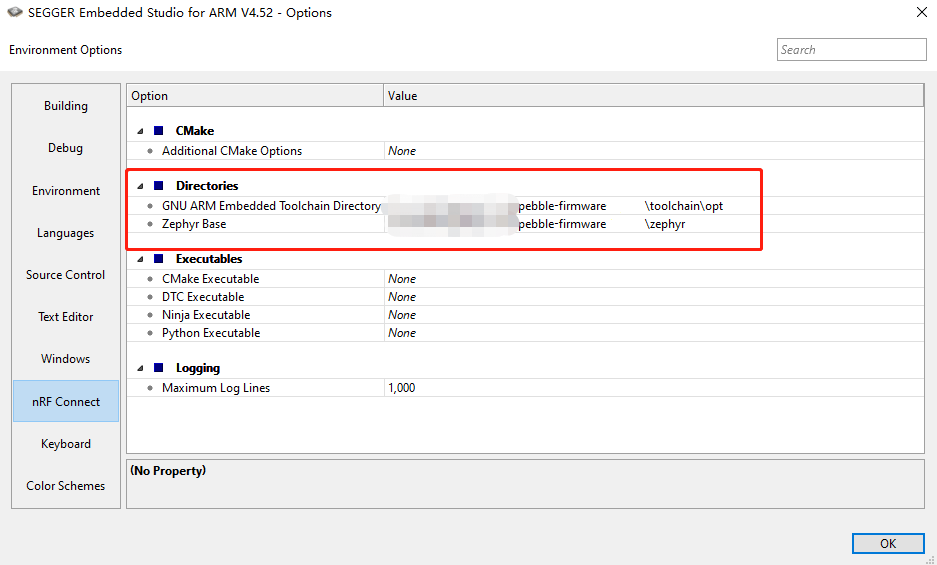 SEGGER Embedded Studio for ARM V4.52 - Options
Environment Options
Search
Building
Debug
Environment
Languages
Source Control
Text Editor
Windows
nRF Connect
Keyboard
Color Schemes
Option Value
CMake
Additional CMake Options None
Directories
GNU ARM Embedded Toolchain Directory pebble-firmware \toolchain\opt
Zephyr Base pebble-firmware \zephyr
Executables
CMake Executable None
DTC Executable None
Ninja Executable None
Python Executable None
Logging
Maximum Log Lines 1,000
(No Property)
OK